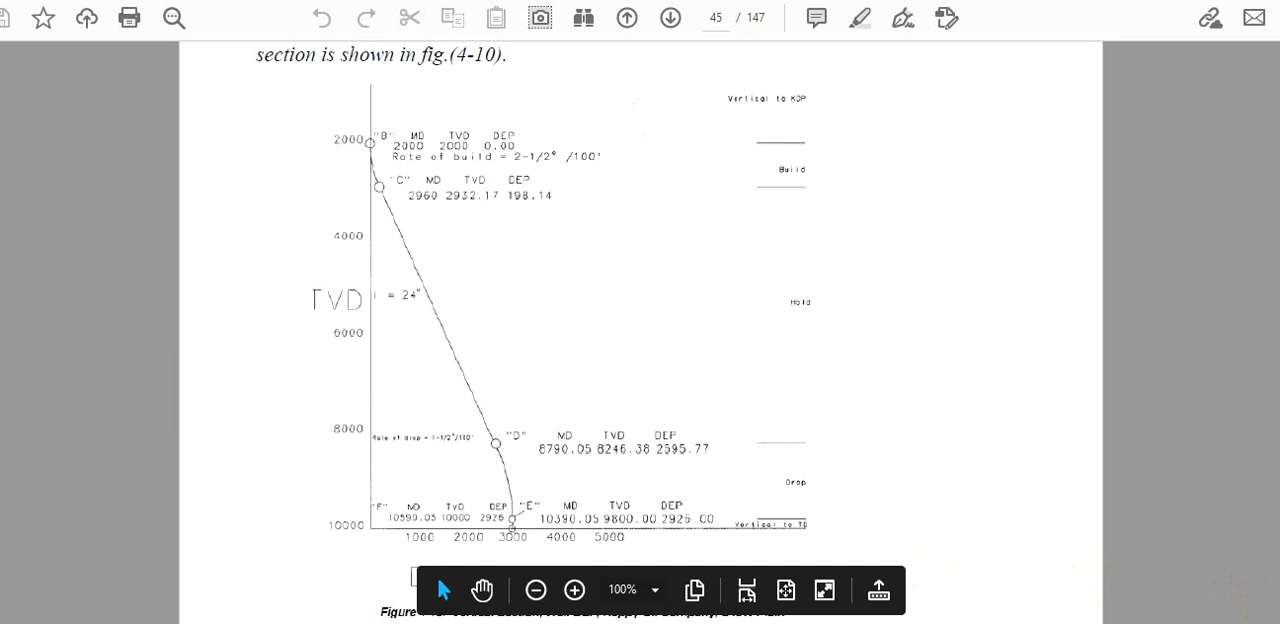 45 / 147
section is shown in fig.(4-10).
Vertical to KOP
2000
"B" MD TVD DEP
2000 2000 0.00
Rate of build = 2-1/2° /100'
Build
"C" MD TVD DEP
2960 2932.17 198.14
4000
TVD
I = 24°
Hold
6000
8000
Rate of drop = 1-1/2°/100'
"D" MD TVD DEP
8790.05 8246.38 2595.77
Drop
"F" MD TVD DEP
10590.05 10000 2926
"E" MD TVD DEP
10390.05 9800.00 2926.00
Vertical to TD
10000
1000 2000 3000 4000 5000
100%
Figure